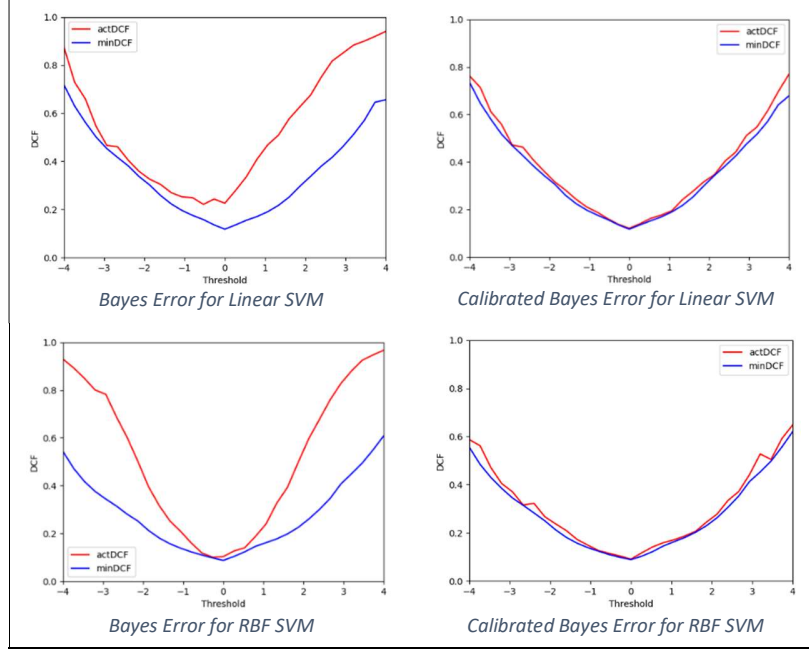 1.0
0.8
0.6
0.4
0.2
0.0
DCF
actDCF
minDCF
−4 −3 −2 −1 0 1 2 3 4
Threshold
Bayes Error for Linear SVM
1.0
0.8
0.6
0.4
0.2
0.0
DCF
actDCF
minDCF
−4 −3 −2 −1 0 1 2 3 4
Threshold
Calibrated Bayes Error for Linear SVM
1.0
0.8
0.6
0.4
0.2
0.0
DCF
actDCF
minDCF
−4 −3 −2 −1 0 1 2 3 4
Threshold
Bayes Error for RBF SVM
1.0
0.8
0.6
0.4
0.2
0.0
DCF
actDCF
minDCF
−4 −3 −2 −1 0 1 2 3 4
Threshold
Calibrated Bayes Error for RBF SVM